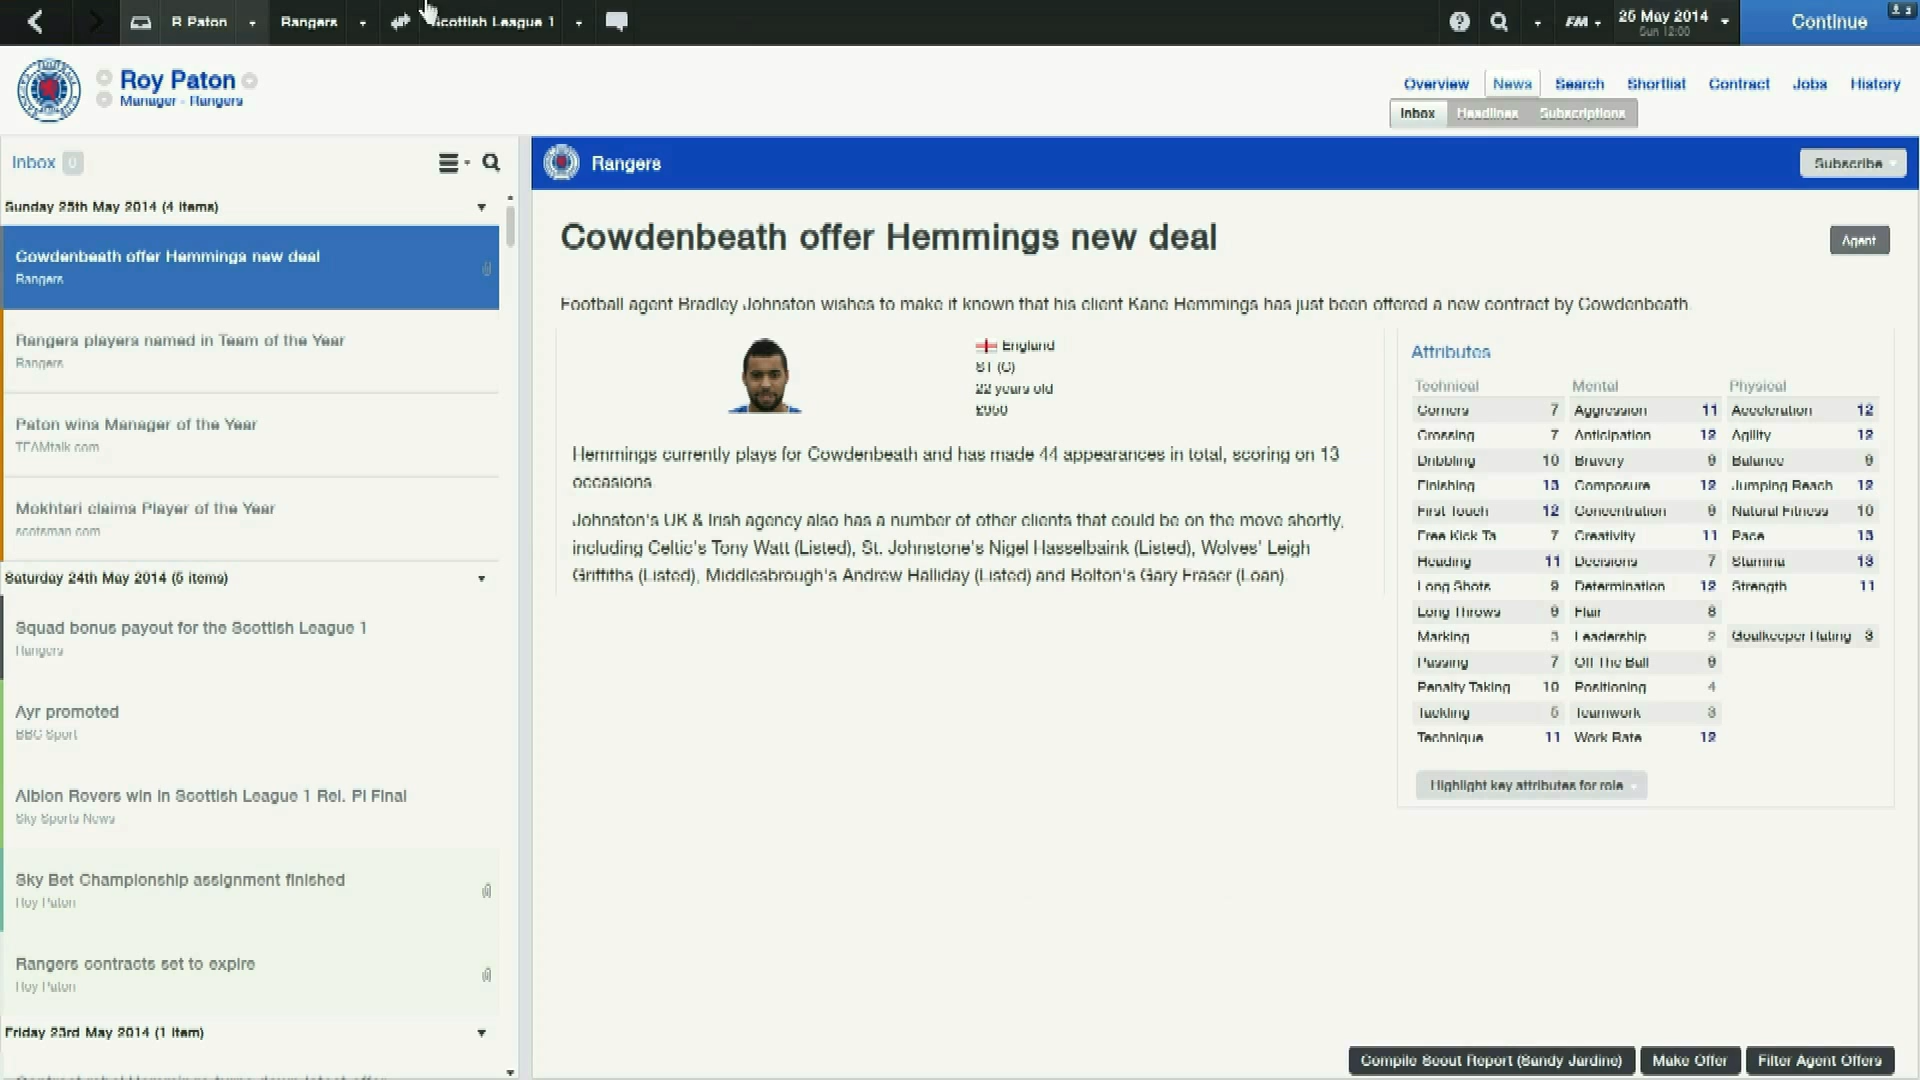 R Paton
Rangers
Scottish League 1
FM
25 May 2014
Sun 12:00
Continue
Roy Paton
Manager - Rangers
Overview
News
Search
Shortlist
Contract
Jobs
History
Inbox
Headlines
Subscriptions
Inbox 0
Rangers
Subscribe
Sunday 25th May 2014 (4 items)
Cowdenbeath offer Hemmings new deal
Rangers
Rangers players named in Team of the Year
Rangers
Paton wins Manager of the Year
TEAMtalk.com
Mokhtari claims Player of the Year
scotsman.com
Saturday 24th May 2014 (5 items)
Squad bonus payout for the Scottish League 1
Rangers
Ayr promoted
BBC Sport
Albion Rovers win in Scottish League 1 Rel. Pl Final
Sky Sports News
Sky Bet Championship assignment finished
Roy Paton
Rangers contracts set to expire
Roy Paton
Friday 23rd May 2014 (1 item)
Cowdenbeath offer Hemmings new deal
Agent
Football agent Bradley Johnston wishes to make it known that his client Kane Hemmings has just been offered a new contract by Cowdenbeath.
England
ST (C)
22 years old
£950
Hemmings currently plays for Cowdenbeath and has made 44 appearances in total, scoring on 13
occasions.
Johnston's UK & Irish agency also has a number of other clients that could be on the move shortly,
including Celtic's Tony Watt (Listed), St. Johnstone's Nigel Hasselbaink (Listed), Wolves' Leigh
Griffiths (Listed), Middlesbrough's Andrew Halliday (Listed) and Bolton's Gary Fraser (Loan).
Attributes
Technical Mental Physical
Corners 7 Aggression 11 Acceleration 12
Crossing 7 Anticipation 12 Agility 12
Dribbling 10 Bravery 9 Balance 9
Finishing 13 Composure 12 Jumping Reach 12
First Touch 12 Concentration 9 Natural Fitness 10
Free Kick Ta 7 Creativity 11 Pace 13
Heading 11 Decisions 7 Stamina 13
Long Shots 9 Determination 12 Strength 11
Long Throws Flair 8
Marking 3 Leadership 2 Goalkeeper Rating 3
Passing 7 Off The Ball 9
Penalty Taking 10 Positioning 4
Tackling 5 Teamwork
Technique 11 Work Rate 12
Highlight key attributes for role
Compile Scout Report (Sandy Jardine)
Make Offer
Filter Agent Offers